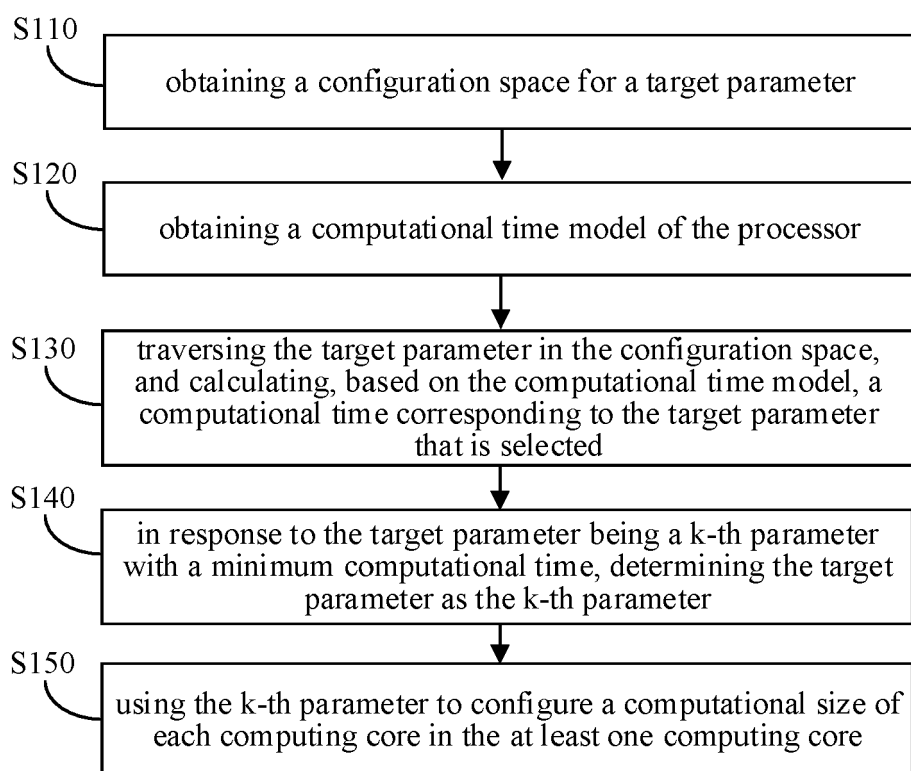 S110
obtaining a configuration space for a target parameter
S120
obtaining a computational time model of the processor
S130
traversing the target parameter in the configuration space,
and calculating, based on the computational time model, a
computational time corresponding to the target parameter
that is selected
S140
in response to the target parameter being a k-th parameter
with a minimum computational time, determining the target
parameter as the k-th parameter
S150
using the k-th parameter to configure a computational size of
each computing core in the at least one computing core